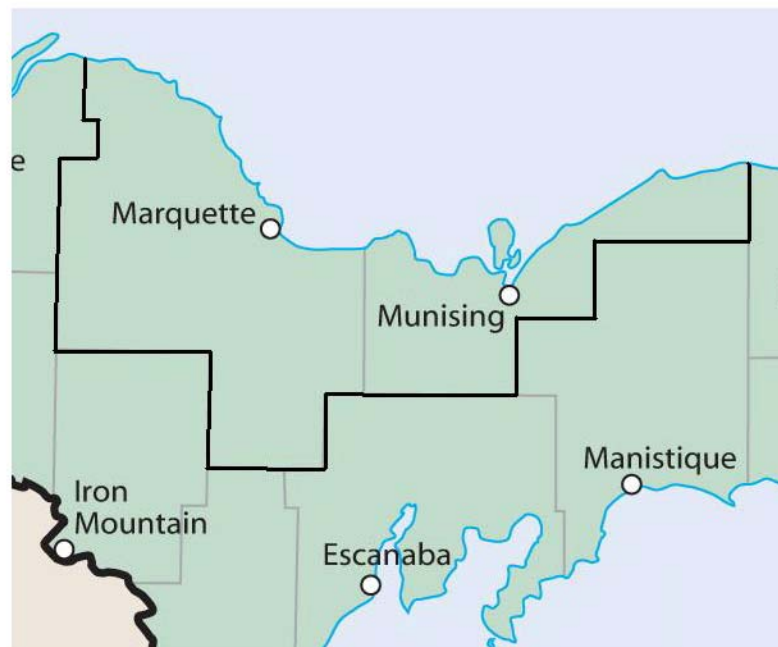 e
Marquette
Munising
Manistique
Iron
Mountain
Escanaba